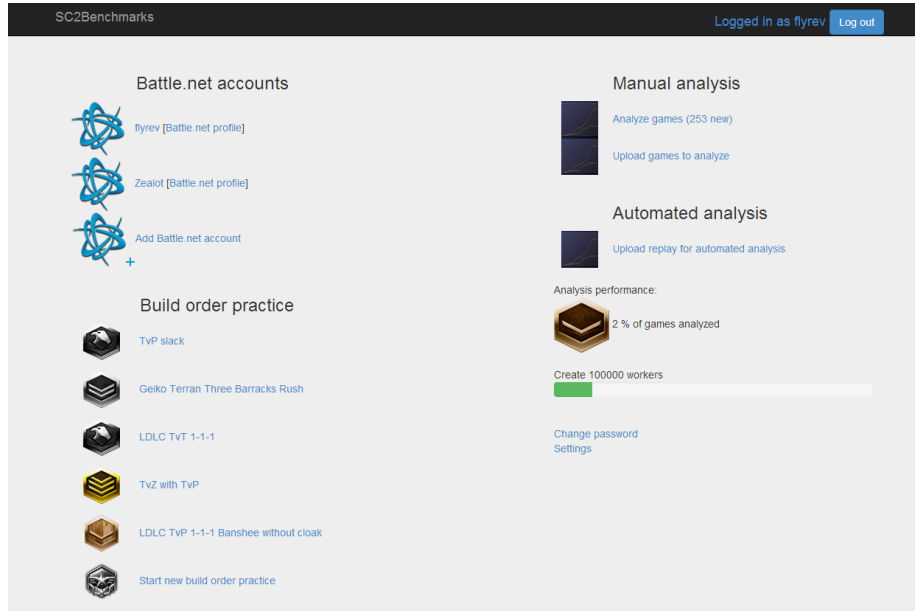 SC2Benchmarks
Logged in as flyrev Log out
Battle.net accounts
flyrev [Battle.net profile]
Zealot [Battle.net profile]
Add Battle.net account
+
Build order practice
TvP slack
Geiko Terran Three Barracks Rush
LDLC TvT 1-1-1
TvZ with TvP
LDLC TvP 1-1-1 Banshee without cloak
Start new build order practice
Manual analysis
Analyze games (253 new)
Upload games to analyze
Automated analysis
Upload replay for automated analysis
Analysis performance:
2 % of games analyzed
Create 100000 workers
Change password
Settings